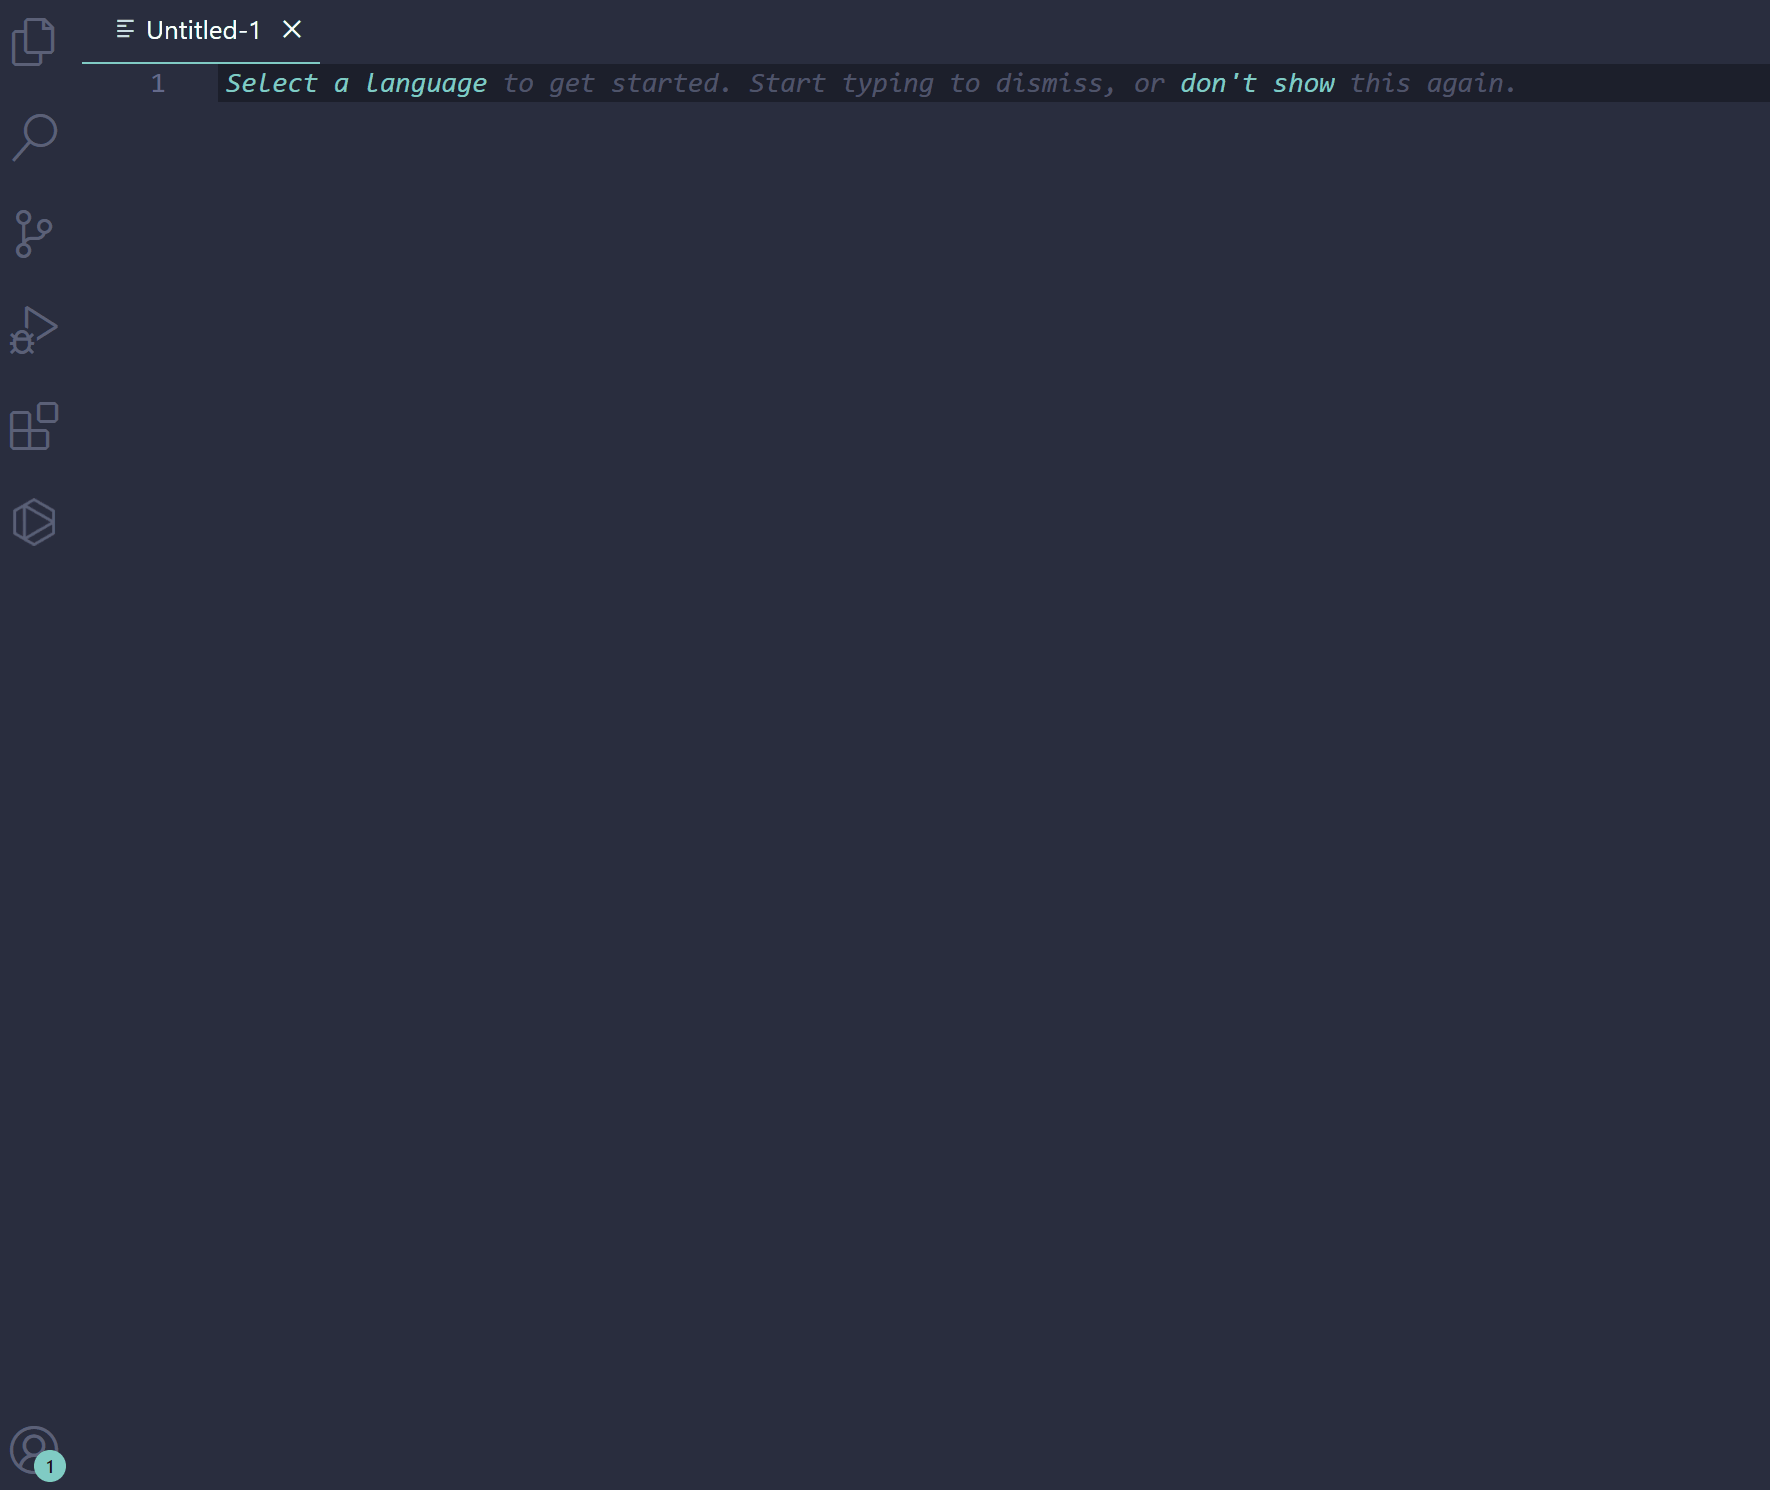 Untitled-1
1 Select a language to get started. Start typing to dismiss, or don't show this again.
1